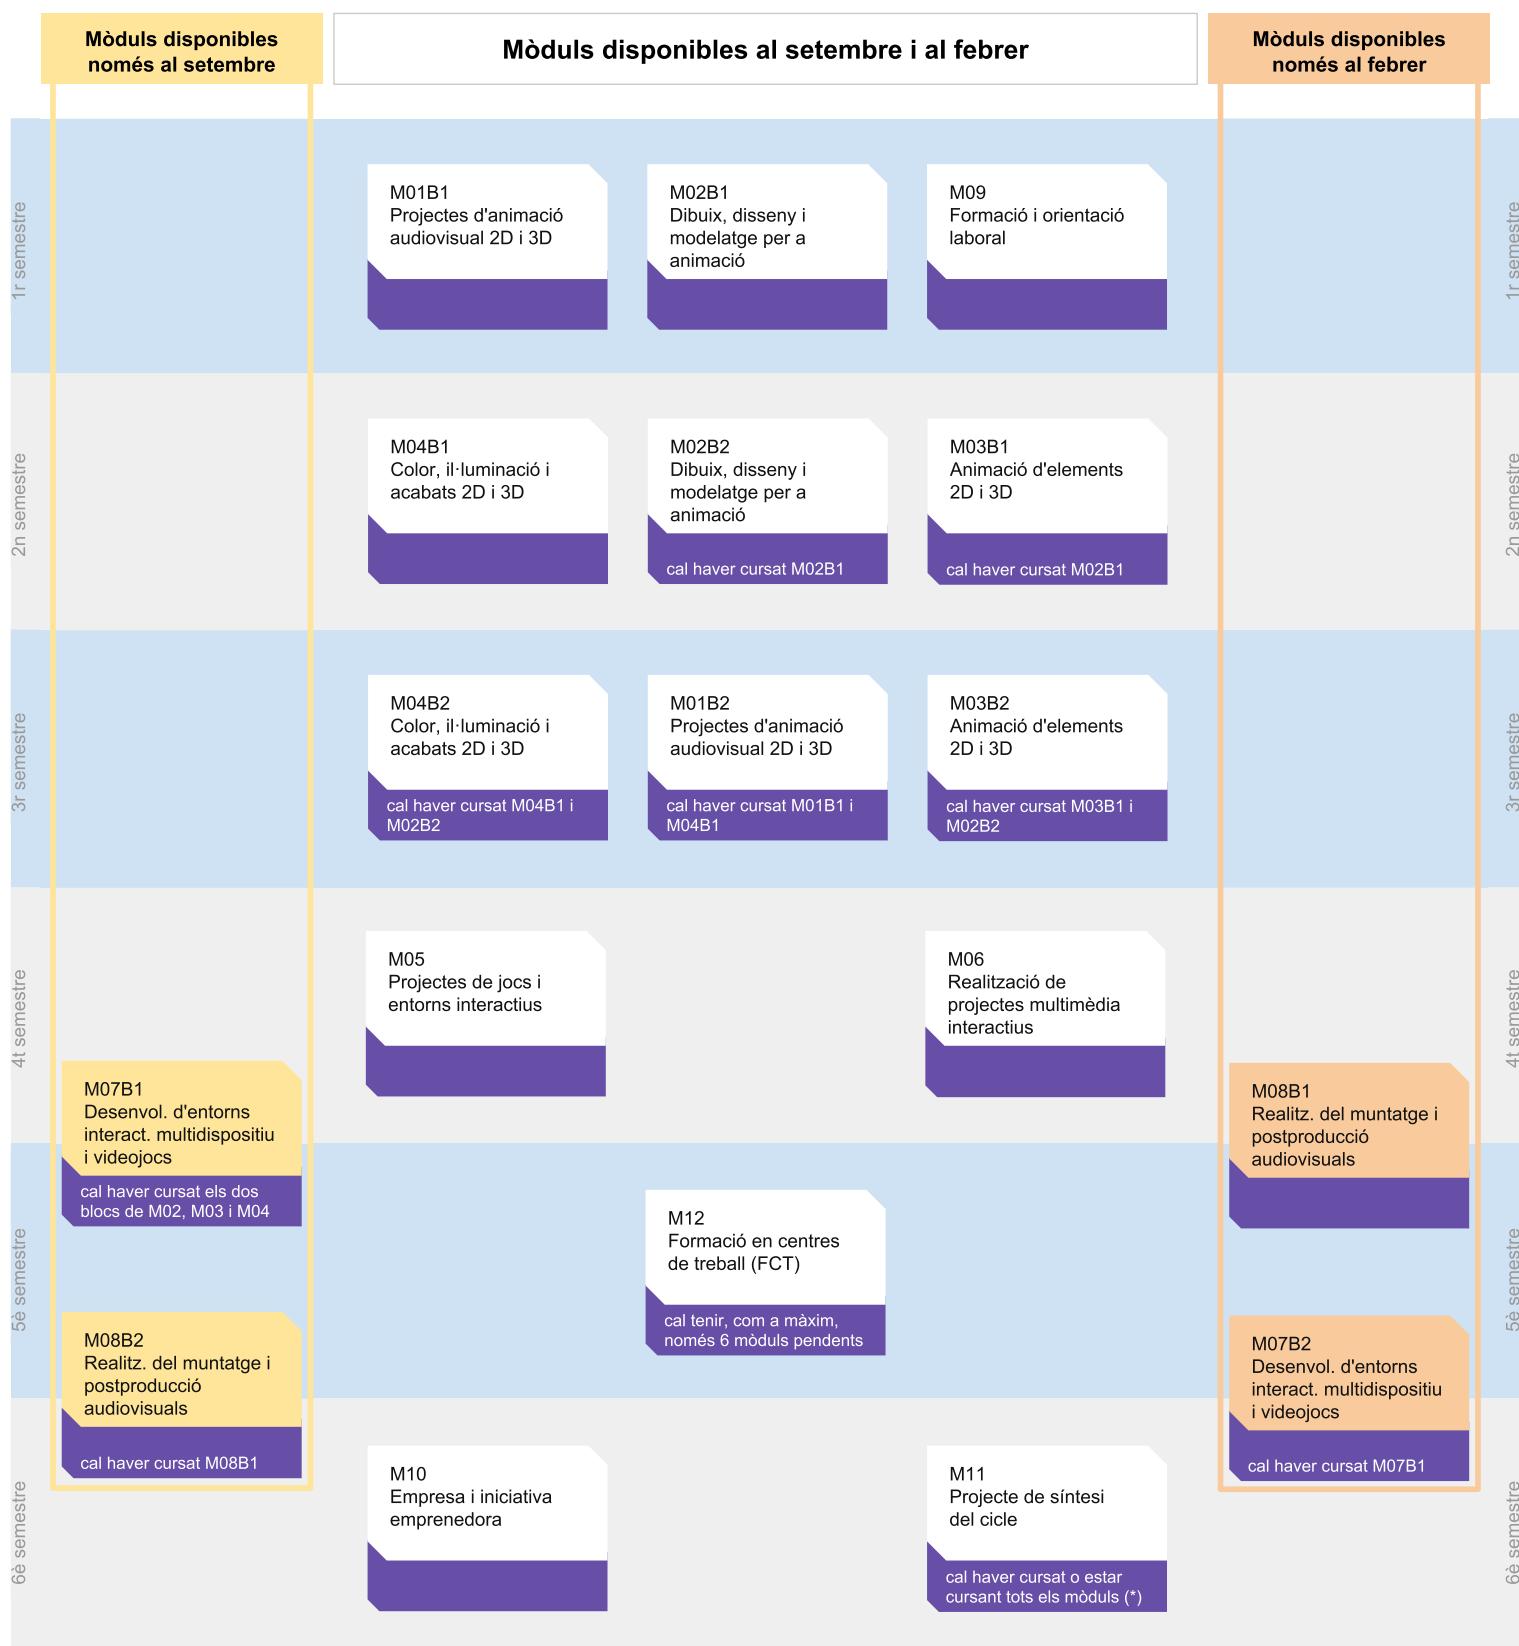 Mòduls disponibles
només al setembre
Mòduls disponibles al setembre i al febrer
Mòduls disponibles
només al febrer
1r semestre
M01B1
Projectes d'animació
audiovisual 2D i 3D
M02B1
Dibuix, disseny i
modelatge per a
animació
M09
Formació i orientació
laboral
1r semestre
2n semestre
M04B1
Color, il·luminació i
acabats 2D i 3D
M02B2
Dibuix, disseny i
modelatge per a
animació
cal haver cursat M02B1
M03B1
Animació d'elements
2D i 3D
cal haver cursat M02B1
2n semestre
3r semestre
M04B2
Color, il·luminació i
acabats 2D i 3D
cal haver cursat M04B1 i
M02B2
M01B2
Projectes d'animació
audiovisual 2D i 3D
cal haver cursat M01B1 i
M04B1
M03B2
Animació d'elements
2D i 3D
cal haver cursat M03B1 i
M02B2
3r semestre
4t semestre
M05
Projectes de jocs i
entorns interactius
M06
Realització de
projectes multimèdia
interactius
4t semestre
M07B1
Desenvol. d'entorns
interact. multidispositiu
i videojocs
cal haver cursat els dos
blocs de M02, M03 i M04
M08B1
Realitz. del muntatge i
postproducció
audiovisuals
5è semestre
M12
Formació en centres
de treball (FCT)
cal tenir, com a màxim,
només 6 mòduls pendents
5è semestre
M08B2
Realitz. del muntatge i
postproducció
audiovisuals
cal haver cursat M08B1
M07B2
Desenvol. d'entorns
interact. multidispositiu
i videojocs
cal haver cursat M07B1
6è semestre
M10
Empresa i iniciativa
emprenedora
M11
Projecte de síntesi
del cicle
cal haver cursat o estar
cursant tots els mòduls (*)
6è semestre